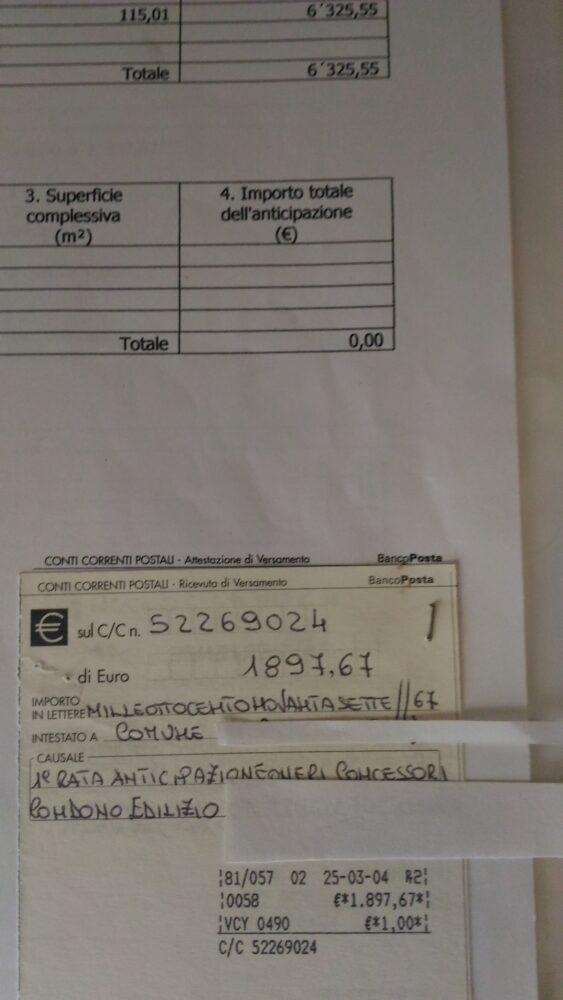 115,01 6´325,55
Totale 6´325,55
3. Superficie complessiva (m²)
4. Importo totale dell'anticipazione (€)
Totale 0,00
CONTI CORRENTI POSTALI - Attestazione di Versamento BancoPosta
CONTI CORRENTI POSTALI - Ricevuta di Versamento BancoPosta
€ sul C/C n. 52269024
di Euro 1897,67
IMPORTO IN LETTERE MILLEOTTOCENTONOVANTASETTE//67
INTESTATO A COMUNE
CAUSALE
1° RATA ANTICIPAZIONE ONERI CONCESSORI
CONDONO EDILIZIO
81/057 02 25-03-04 R2
0058 €*1.897,67*
VCY 0490 €*1,00*
C/C 52269024